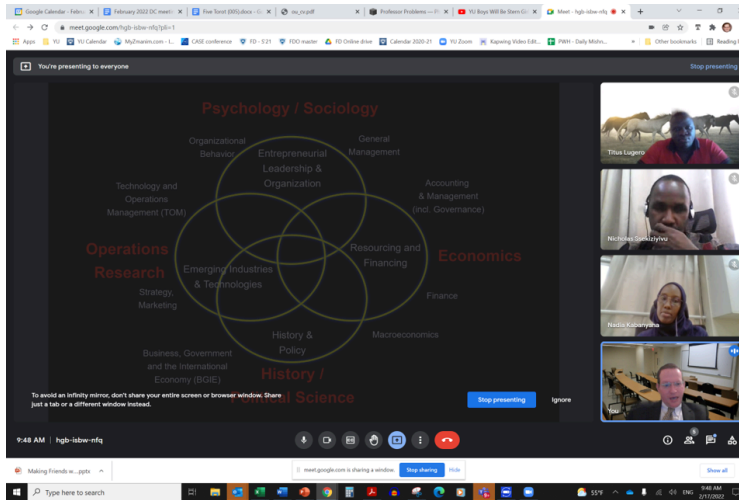 Google Calendar - Febru
February 2022 DC meeti
Five Tonst (005).docx - G
ou_cv.pdf
Professor Problems —
YU Boys Will Be Stern G
Meet - hgb-isbw-nfq
meet.google.com/hgb-isbw-nfq?pli=1
Apps
YU
YU Calendar
MyZmanim.com - I...
CASE conference
FD - S'21
FDO master
FD Online drive
Calendar 2020-21
YU Zoom
Kapwing Video Edit...
PWH - Daily Mishn...
Other bookmarks
Reading l
You're presenting to everyone
Stop presenting
Psychology / Sociology
Organizational
Behavior
General
Management
Entrepreneurial
Leadership &
Organization
Technology and
Operations
Management (TOM)
Accounting
& Management
(incl. Governance)
Operations
Research
Emerging Industries
& Technologies
Resourcing and
Financing
Economics
Strategy,
Marketing
Finance
History &
Policy
Macroeconomics
Business, Government
and the International
Economy (BGIE)
History /
Political Science
To avoid an infinity mirror, don't share your entire screen or browser window. Share
just a tab or a different window instead.
Stop presenting
Ignore
Titus Lugero
Nicholas Ssekiziyivu
Nadia Kabanyana
You
9:48 AM | hgb-isbw-nfq
6
Making Friends w....pptx
meet.google.com is sharing a window.
Stop sharing
Hide
Show all
Type here to search
55°F
ENG
9:48 AM
2/17/2022